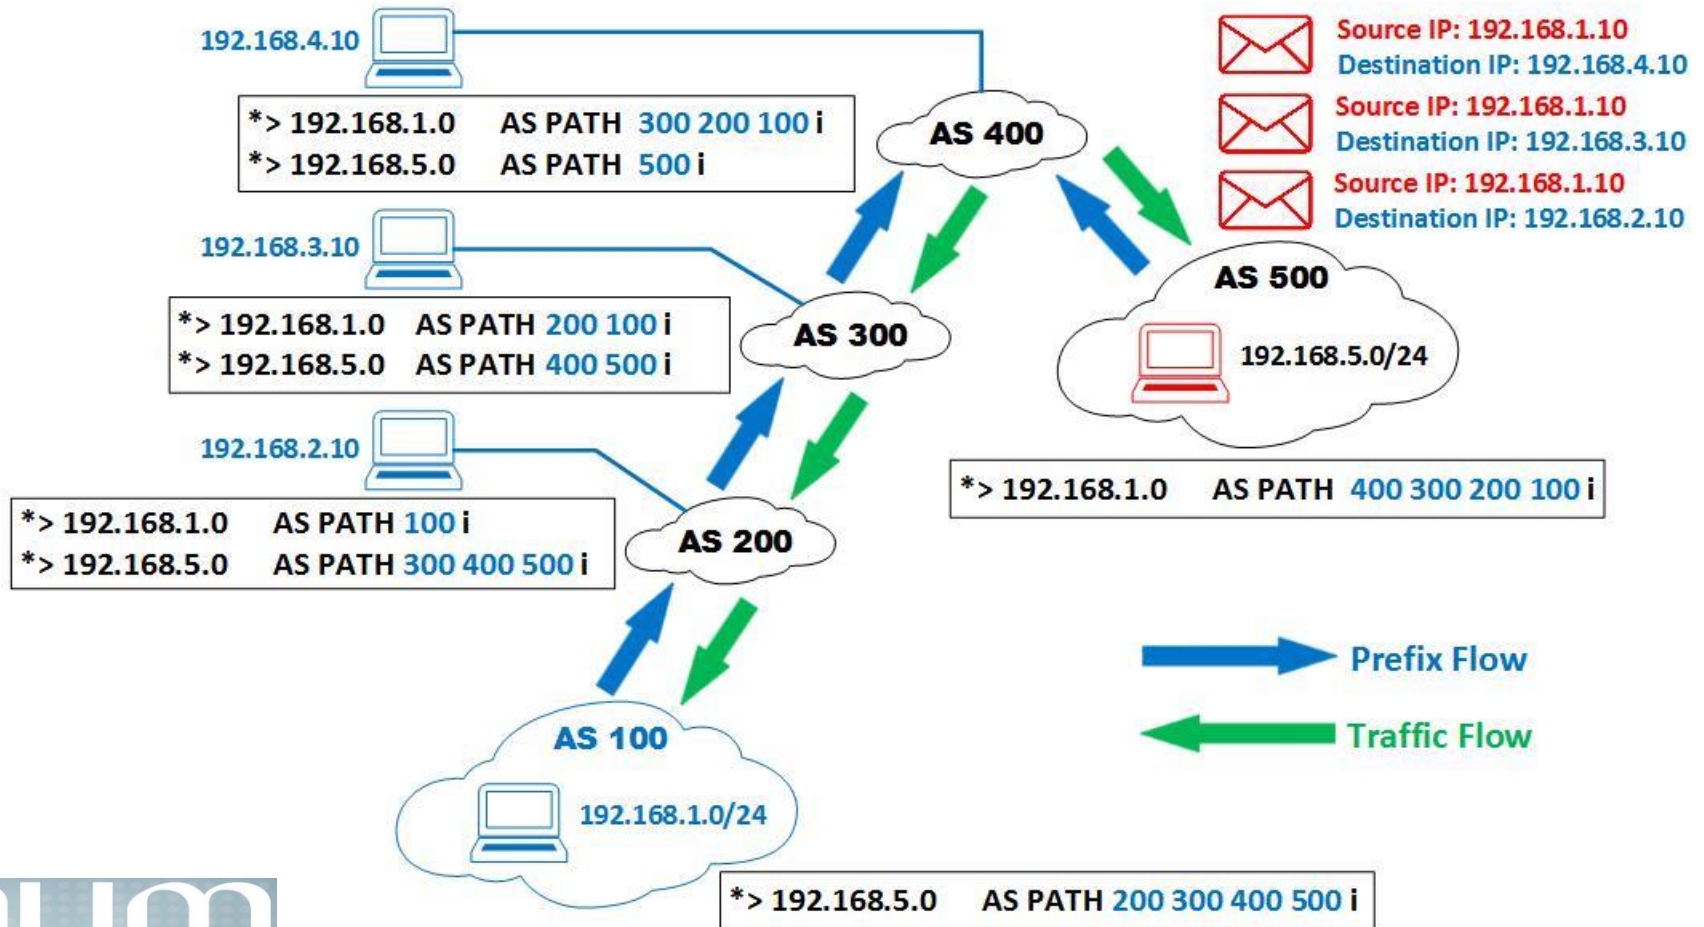 192.168.4.10
*> 192.168.1.0 AS PATH 300 200 100 i
*> 192.168.5.0 AS PATH 500 i
AS 400
Source IP: 192.168.1.10
Destination IP: 192.168.4.10
Source IP: 192.168.1.10
Destination IP: 192.168.3.10
Source IP: 192.168.1.10
Destination IP: 192.168.2.10
192.168.3.10
*> 192.168.1.0 AS PATH 200 100 i
*> 192.168.5.0 AS PATH 400 500 i
AS 300
AS 500
192.168.5.0/24
*> 192.168.1.0 AS PATH 400 300 200 100 i
192.168.2.10
*> 192.168.1.0 AS PATH 100 i
*> 192.168.5.0 AS PATH 300 400 500 i
AS 200
Prefix Flow
Traffic Flow
AS 100
192.168.1.0/24
*> 192.168.5.0 AS PATH 200 300 400 500 i